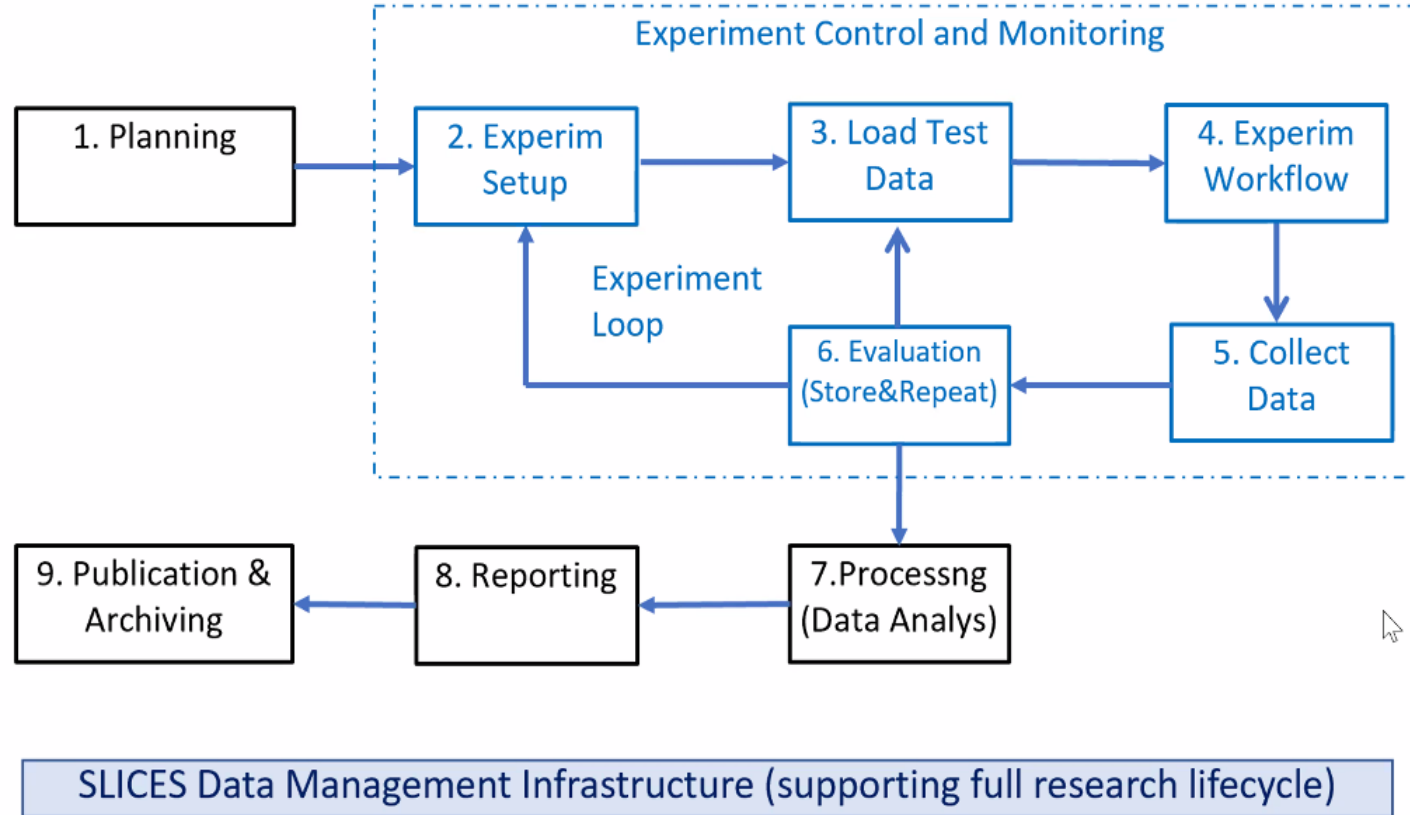 Experiment Control and Monitoring
1. Planning
2. Experim
Setup
3. Load Test
Data
4. Experim
Workflow
Experiment
Loop
6. Evaluation
(Store&Repeat)
5. Collect
Data
9. Publication &
Archiving
8. Reporting
7.Processng
(Data Analys)
SLICES Data Management Infrastructure (supporting full research lifecycle)